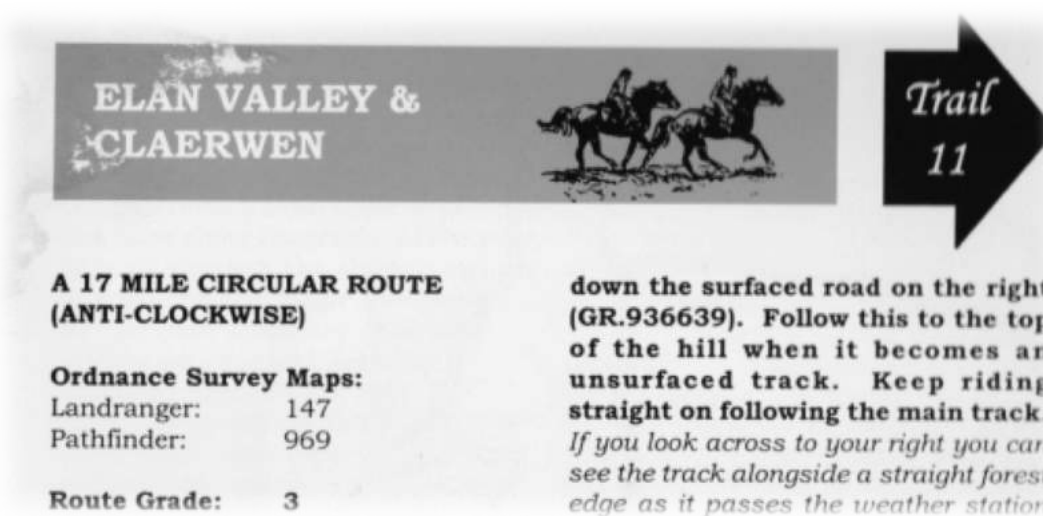 ELAN VALLEY &
CLAERWEN
Trail
11
A 17 MILE CIRCULAR ROUTE
(ANTI-CLOCKWISE)
Ordnance Survey Maps:
Landranger: 147
Pathfinder: 969
Route Grade: 3
down the surfaced road on the right
(GR.936639). Follow this to the top
of the hill when it becomes an
unsurfaced track. Keep riding
straight on following the main track.
If you look across to your right you can
see the track alongside a straight forest
edge as it passes the weather station